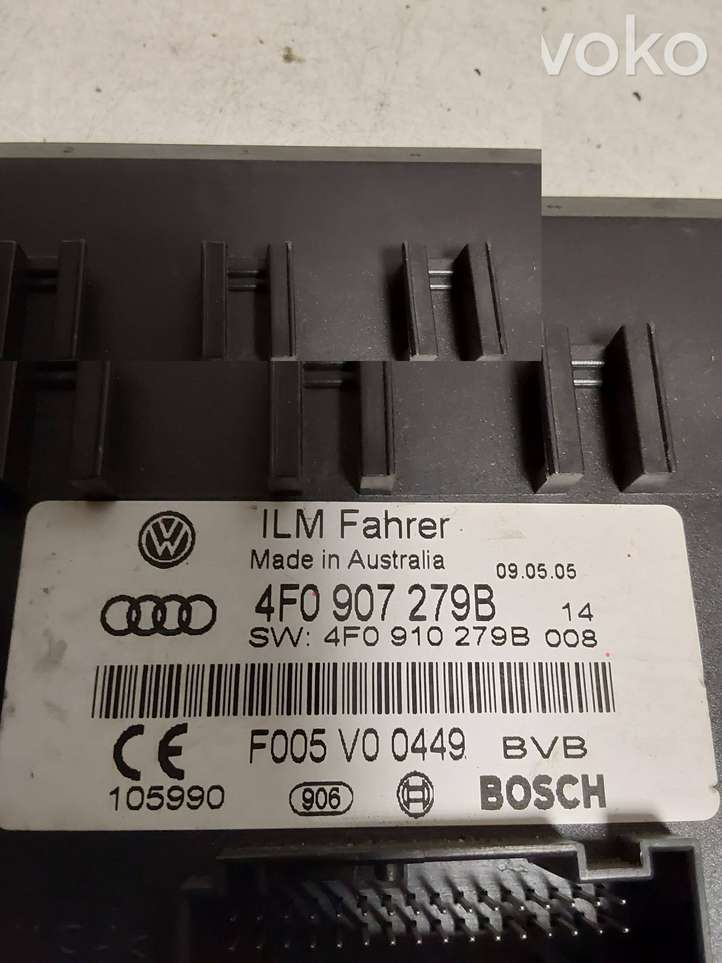 voko
ILM Fahrer
Made in Australia
09.05.05
4F0 907 279B 14
SW: 4F0 910 279B 008
CE F005 V0 0449 BVB
105990 906 BOSCH